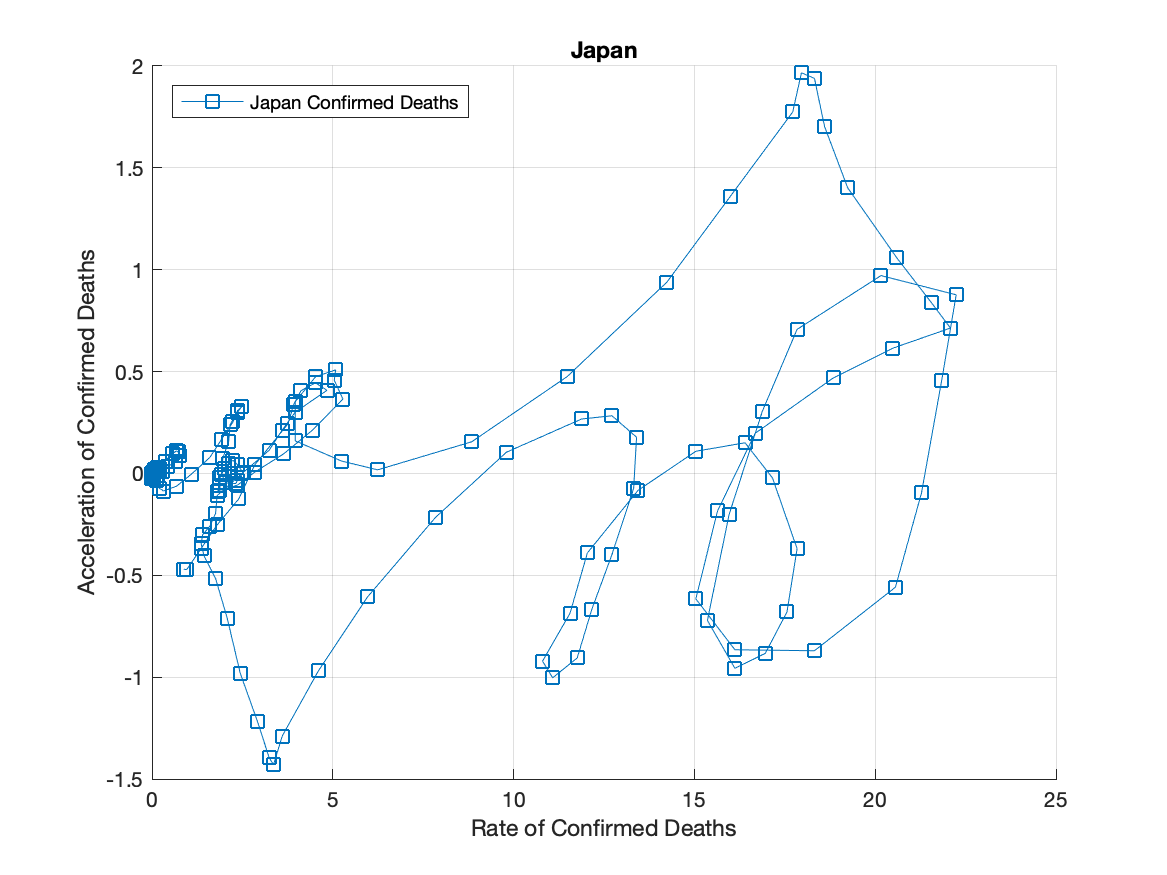 Japan
Japan Confirmed Deaths
2
1.5
1
0.5
0
-0.5
-1
-1.5
Acceleration of Confirmed Deaths
0 5 10 15 20 25
Rate of Confirmed Deaths